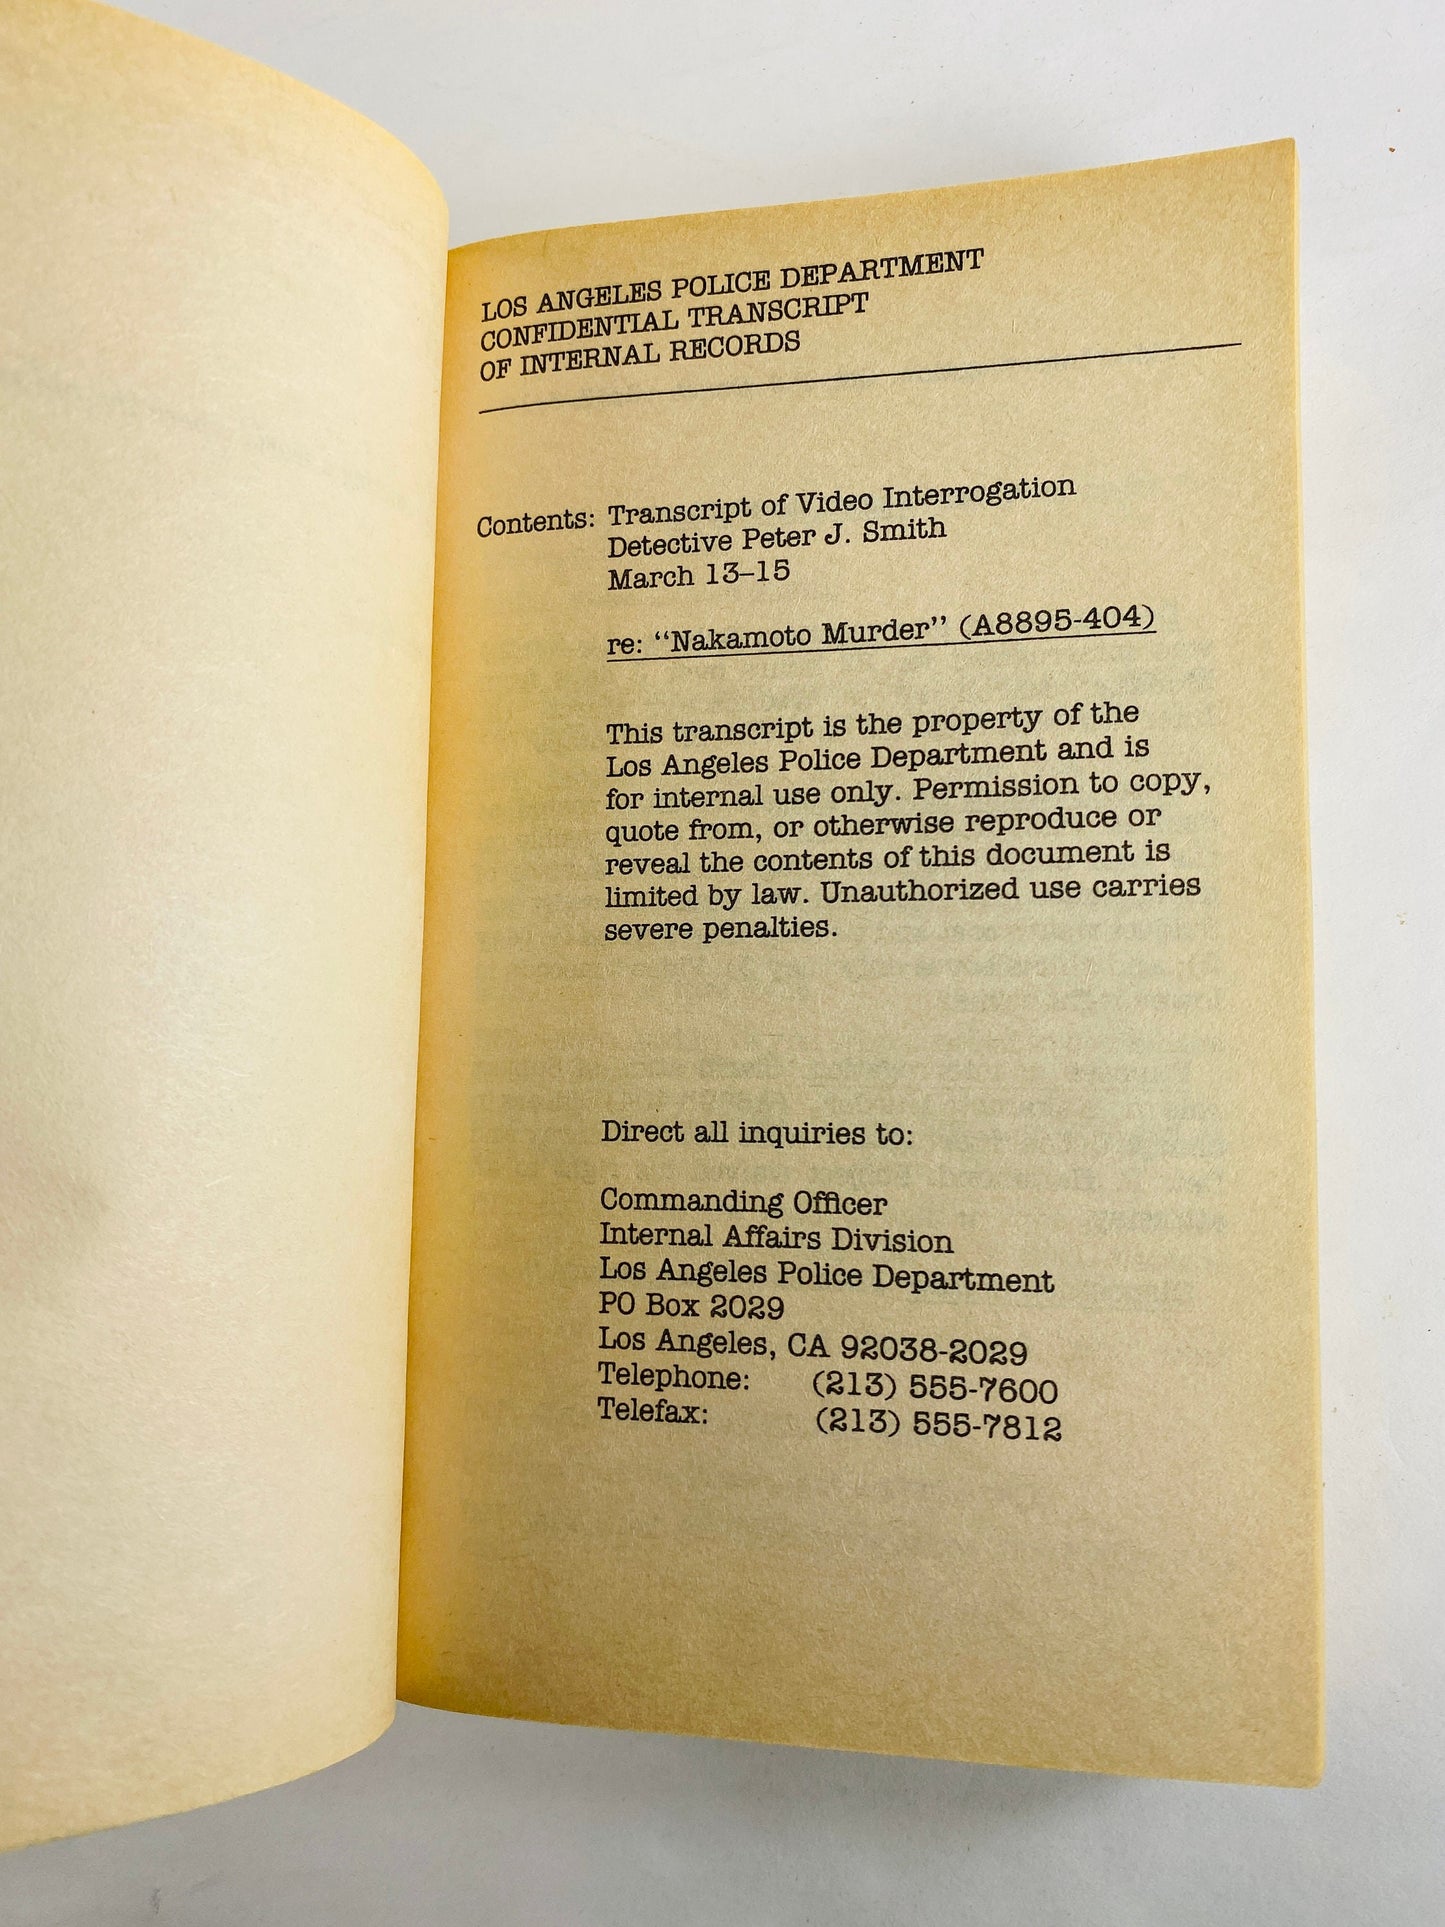 LOS ANGELES POLICE DEPARTMENT
CONFIDENTIAL TRANSCRIPT
OF INTERNAL RECORDS
Contents: Transcript of Video Interrogation
Detective Peter J. Smith
March 13–15
re: “Nakamoto Murder” (A8895-404)
This transcript is the property of the
Los Angeles Police Department and is
for internal use only. Permission to copy,
quote from, or otherwise reproduce or
reveal the contents of this document is
limited by law. Unauthorized use carries
severe penalties.
Direct all inquiries to:
Commanding Officer
Internal Affairs Division
Los Angeles Police Department
PO Box 2029
Los Angeles, CA 92038-2029
Telephone: (213) 555-7600
Telefax: (213) 555-7812